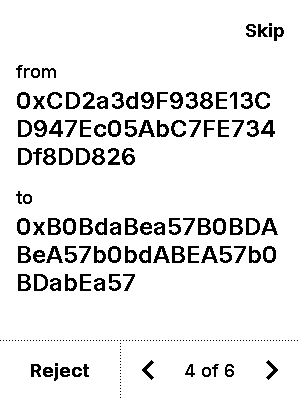 Skip
from
0xCD2a3d9F938E13C
D947Ec05AbC7FE734
Df8DD826
to
0xB0BdaBea57B0BDA
BeA57b0bdABEA57b0
BDabEa57
Reject
4 of 6